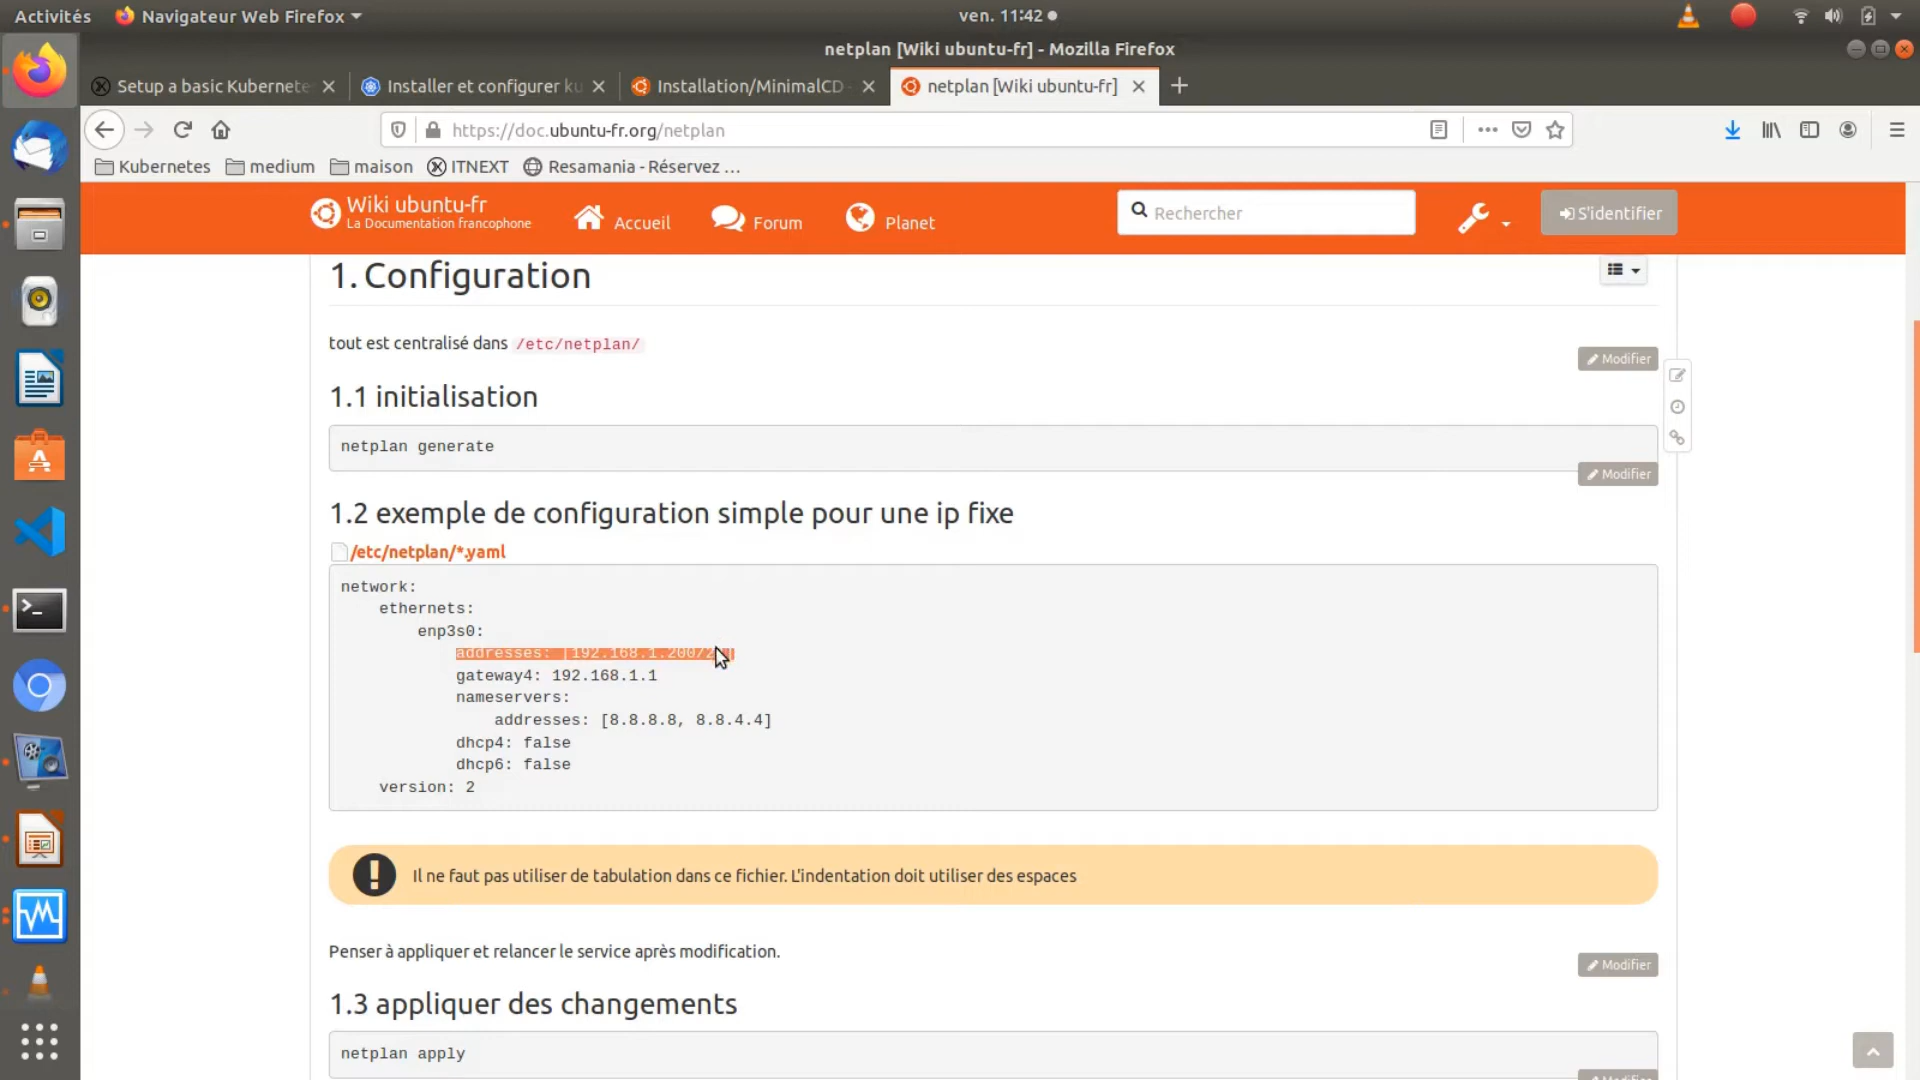 Activités
Navigateur Web Firefox
ven. 11:42
netplan [Wiki ubuntu-fr] - Mozilla Firefox
Setup a basic Kubernete
Installer et configurer ku
Installation/MinimalCD -
netplan [Wiki ubuntu-fr]
https://doc.ubuntu-fr.org/netplan
Kubernetes
medium
maison
ITNEXT
Resamania - Réservez …
Wiki ubuntu-fr
La Documentation francophone
Accueil
Forum
Planet
Rechercher
S'identifier
1. Configuration
tout est centralisé dans /etc/netplan/
Modifier
1.1 initialisation
netplan generate
Modifier
1.2 exemple de configuration simple pour une ip fixe
/etc/netplan/*.yaml
network:
ethernets:
enp3s0:
addresses: [192.168.1.200/2
gateway4: 192.168.1.1
nameservers:
addresses: [8.8.8.8, 8.8.4.4]
dhcp4: false
dhcp6: false
version: 2
Il ne faut pas utiliser de tabulation dans ce fichier. L'indentation doit utiliser des espaces
Penser à appliquer et relancer le service après modification.
Modifier
1.3 appliquer des changements
netplan apply